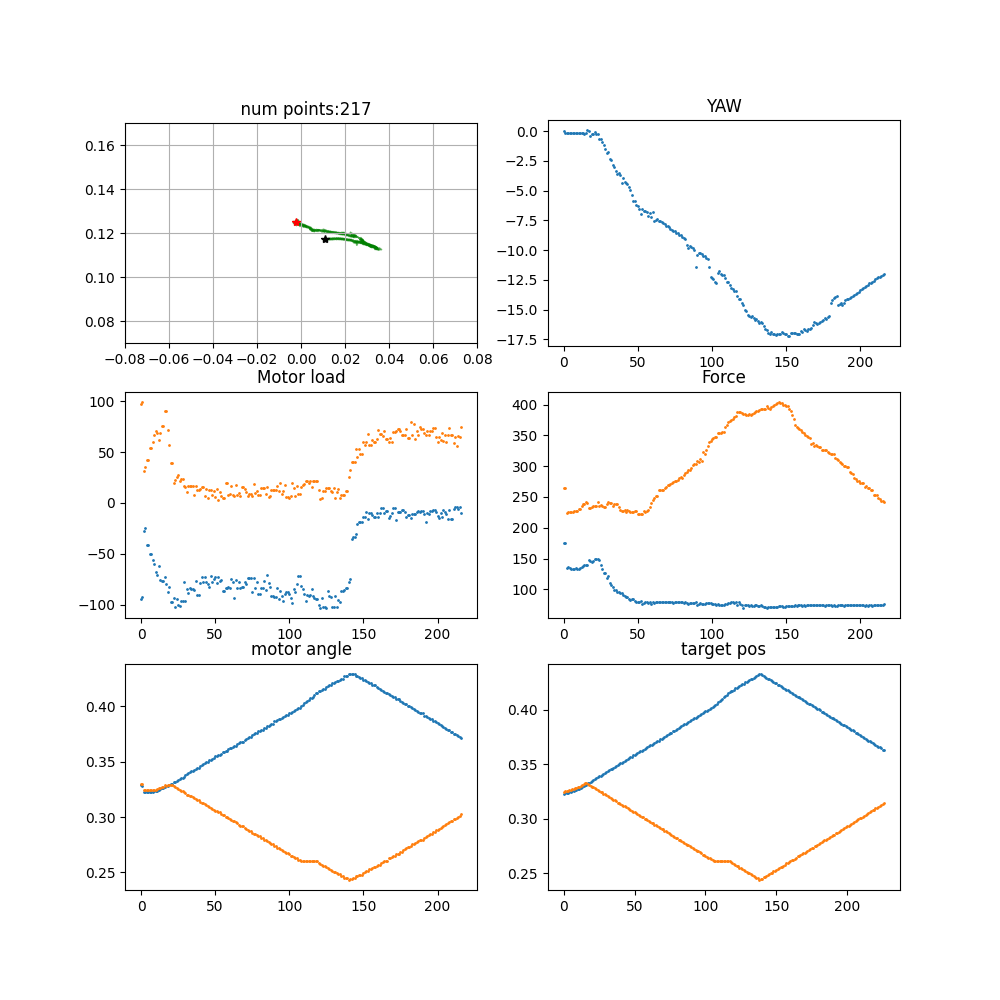 num points:217
0.16
0.14
0.12
0.10
0.08
−0.08 −0.06 −0.04 −0.02 0.00 0.02 0.04 0.06 0.08
YAW
0.0
−2.5
−5.0
−7.5
−10.0
−12.5
−15.0
−17.5
0 50 100 150 200
Motor load
100
50
0
−50
−100
0 50 100 150 200
Force
400
350
300
250
200
150
100
0 50 100 150 200
motor angle
0.40
0.35
0.30
0.25
0 50 100 150 200
target pos
0.40
0.35
0.30
0.25
0 50 100 150 200